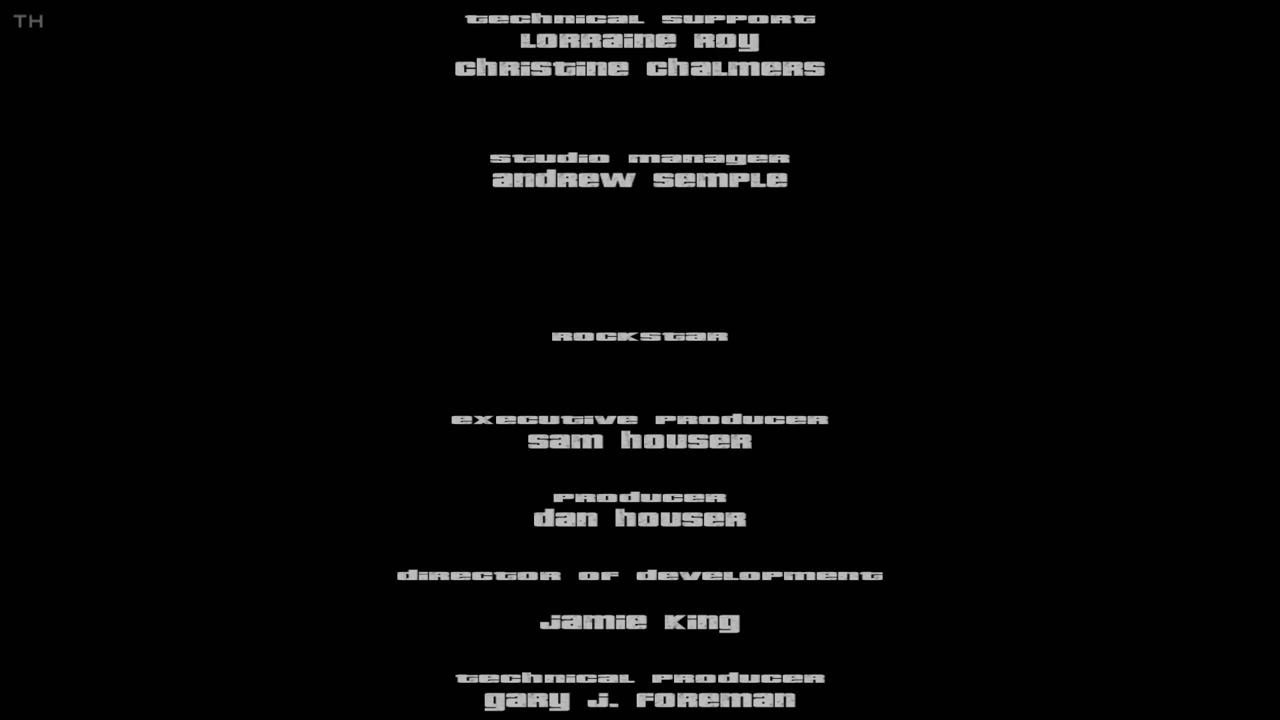 TH
technical support
Lorraine Roy
Christine Chalmers
studio manager
Andrew Semple
Rockstar
executive producer
Sam Houser
producer
Dan Houser
director of development
Jamie King
technical producer
Gary J. Foreman